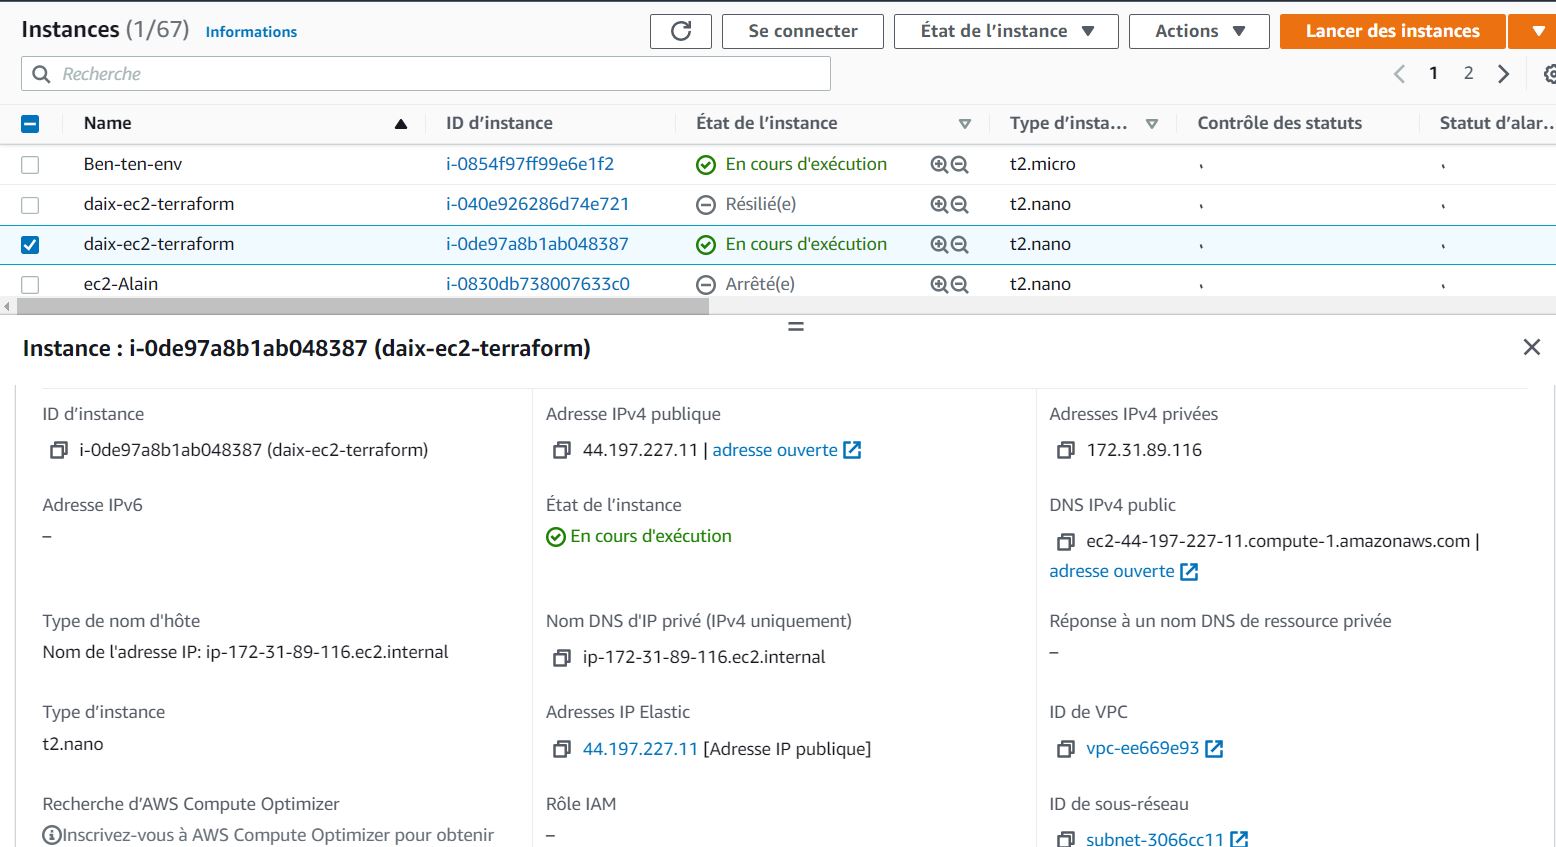 Instances (1/67) Informations
Se connecter
État de l'instance
Actions
Lancer des instances
Recherche
1 2
Name ID d'instance État de l'instance Type d'insta... Contrôle des statuts Statut d'alar...
Ben-ten-env i-0854f97ff99e6e1f2 En cours d'exécution t2.micro
daix-ec2-terraform i-040e926286d74e721 Résilié(e) t2.nano
daix-ec2-terraform i-0de97a8b1ab048387 En cours d'exécution t2.nano
ec2-Alain i-0830db738007633c0 Arrêté(e) t2.nano
Instance : i-0de97a8b1ab048387 (daix-ec2-terraform)
ID d'instance
i-0de97a8b1ab048387 (daix-ec2-terraform)
Adresse IPv4 publique
44.197.227.11 | adresse ouverte
Adresses IPv4 privées
172.31.89.116
Adresse IPv6
–
État de l'instance
En cours d'exécution
DNS IPv4 public
ec2-44-197-227-11.compute-1.amazonaws.com |
adresse ouverte
Type de nom d'hôte
Nom de l'adresse IP: ip-172-31-89-116.ec2.internal
Nom DNS d'IP privé (IPv4 uniquement)
ip-172-31-89-116.ec2.internal
Réponse à un nom DNS de ressource privée
–
Type d'instance
t2.nano
Adresses IP Elastic
44.197.227.11 [Adresse IP publique]
ID de VPC
vpc-ee669e93
Recherche d'AWS Compute Optimizer
Inscrivez-vous à AWS Compute Optimizer pour obtenir
Rôle IAM
–
ID de sous-réseau
subnet-3066cc11